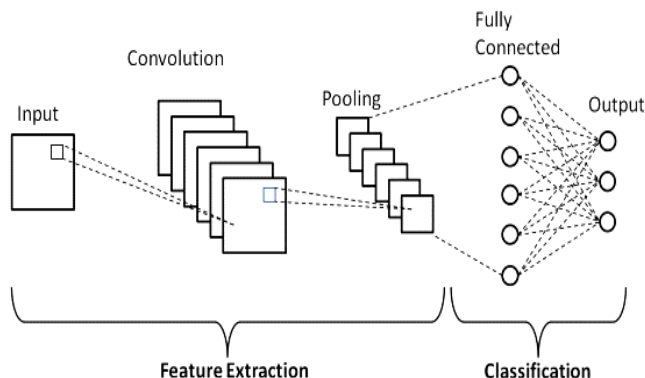 Fully
Connected
Convolution
Pooling
Input
Output
Feature Extraction
Classification